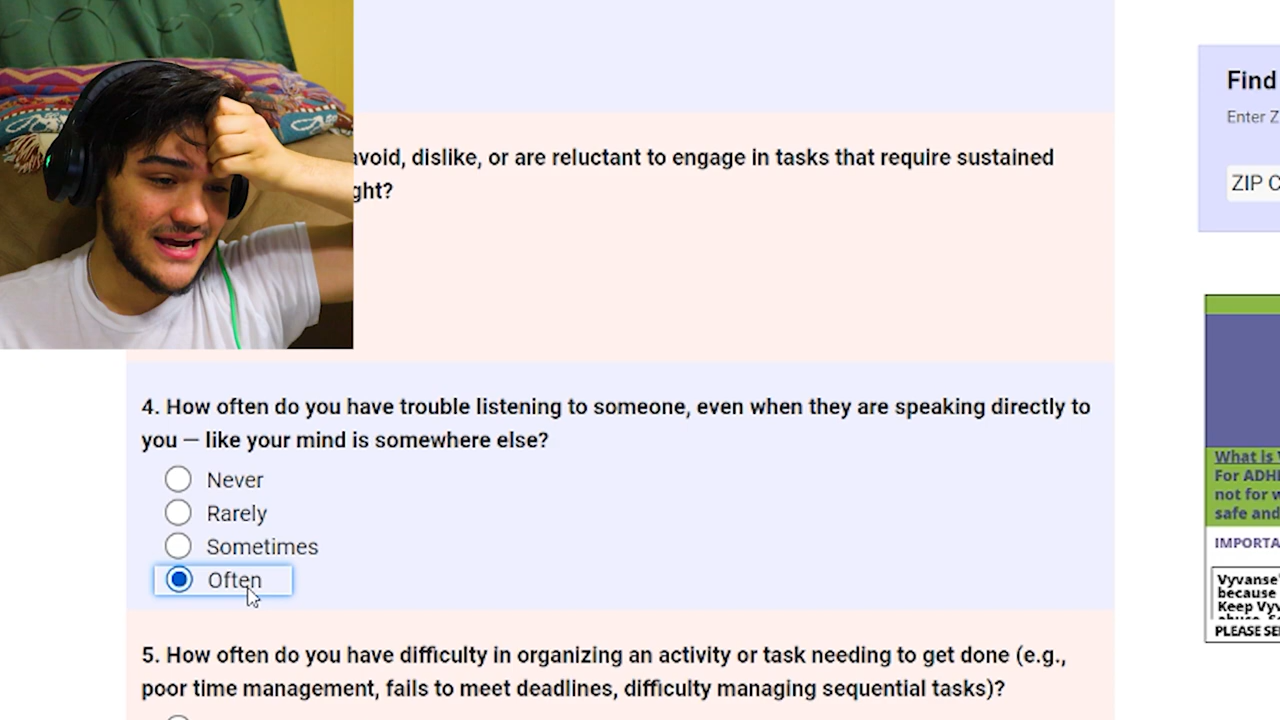 avoid, dislike, or are reluctant to engage in tasks that require sustained
ght?
4. How often do you have trouble listening to someone, even when they are speaking directly to
you — like your mind is somewhere else?
Never
Rarely
Sometimes
Often
5. How often do you have difficulty in organizing an activity or task needing to get done (e.g.,
poor time management, fails to meet deadlines, difficulty managing sequential tasks)?
Find
Enter Z
ZIP C
What is
For ADH
not for w
safe and
IMPORTA
Vyvanse
because
Keep Vyv
PLEASE SE